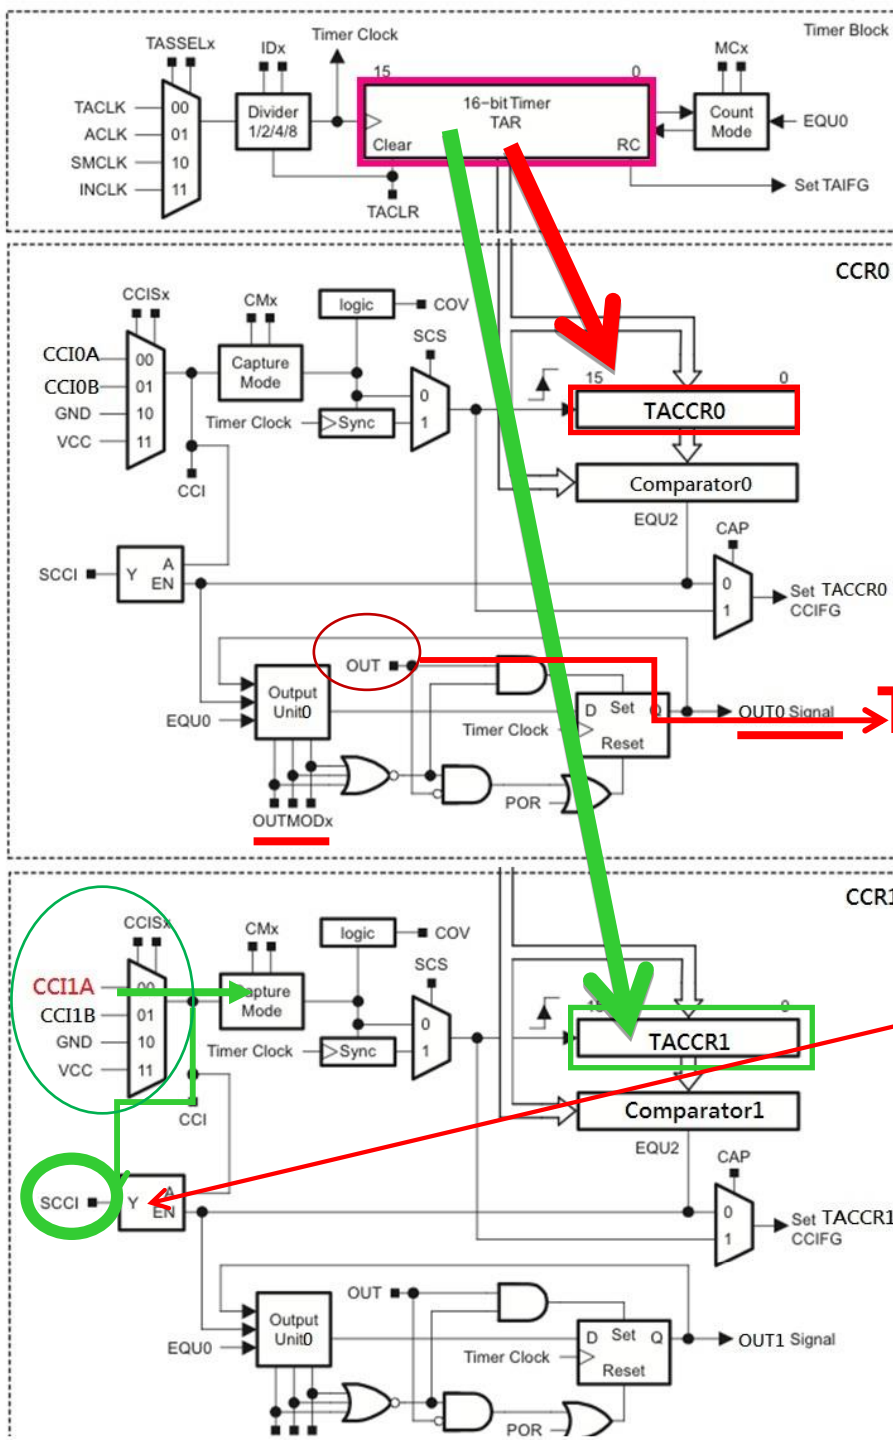 Timer Block
TASSELx
IDx
Timer Clock
15
0
MCx
TACLK
00
ACLK
01
SMCLK
10
INCLK
11
Divider
1/2/4/8
16-bit Timer
TAR
Clear
RC
Count
Mode
EQU0
TACLR
Set TAIFG
CCR0
CCISx
CMx
logic
COV
SCS
CCI0A
00
CCI0B
01
GND
10
VCC
11
Capture
Mode
0
1
Timer Clock
Sync
CCI
15
0
TACCR0
Comparator0
EQU2
CAP
SCCI
Y
A
EN
0
1
Set TACCR0
CCIFG
OUT
Output
Unit0
EQU0
D
Set
Q
Timer Clock
Reset
OUT0 Signal
POR
OUTMODx
CCR1
CCISx
CMx
logic
COV
SCS
CCI1A
00
CCI1B
01
GND
10
VCC
11
Capture
Mode
0
1
Timer Clock
Sync
CCI
15
0
TACCR1
Comparator1
EQU2
CAP
SCCI
Y
A
EN
0
1
Set TACCR1
CCIFG
OUT
Output
Unit0
EQU0
D
Set
Q
Timer Clock
Reset
OUT1 Signal
POR